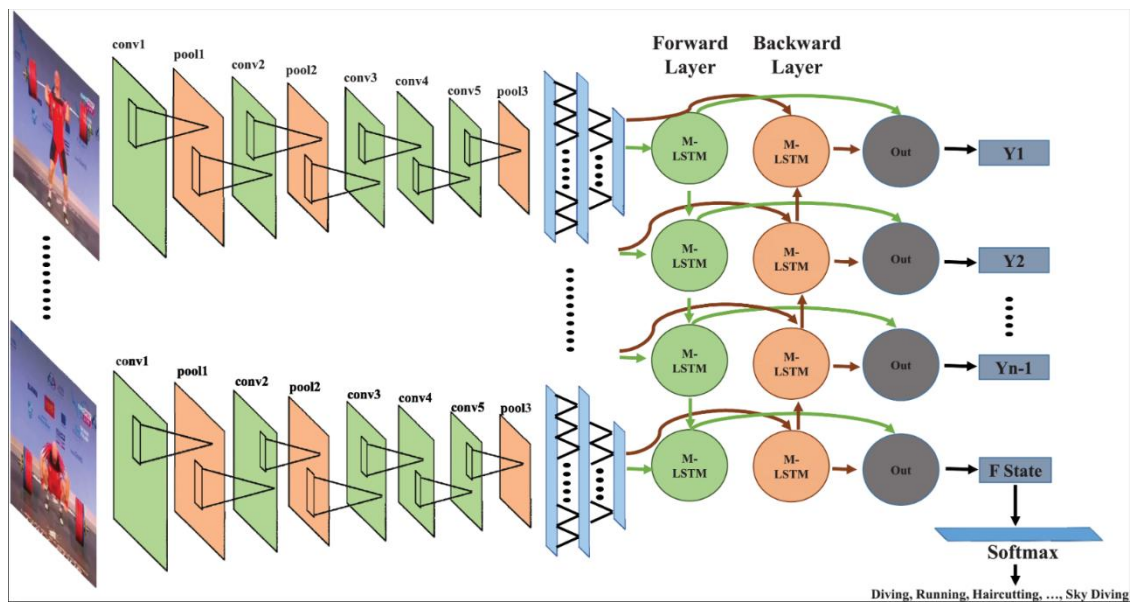 conv1
pool1
conv2
pool2
conv3
conv4
conv5
pool3
Forward
Layer
Backward
Layer
M-
LSTM
M-
LSTM
Out
Y1
M-
LSTM
M-
LSTM
Out
Y2
M-
LSTM
M-
LSTM
Out
Yn-1
conv1
pool1
conv2
pool2
conv3
conv4
conv5
pool3
M-
LSTM
M-
LSTM
Out
F State
Softmax
Diving, Running, Haircutting, …, Sky Diving